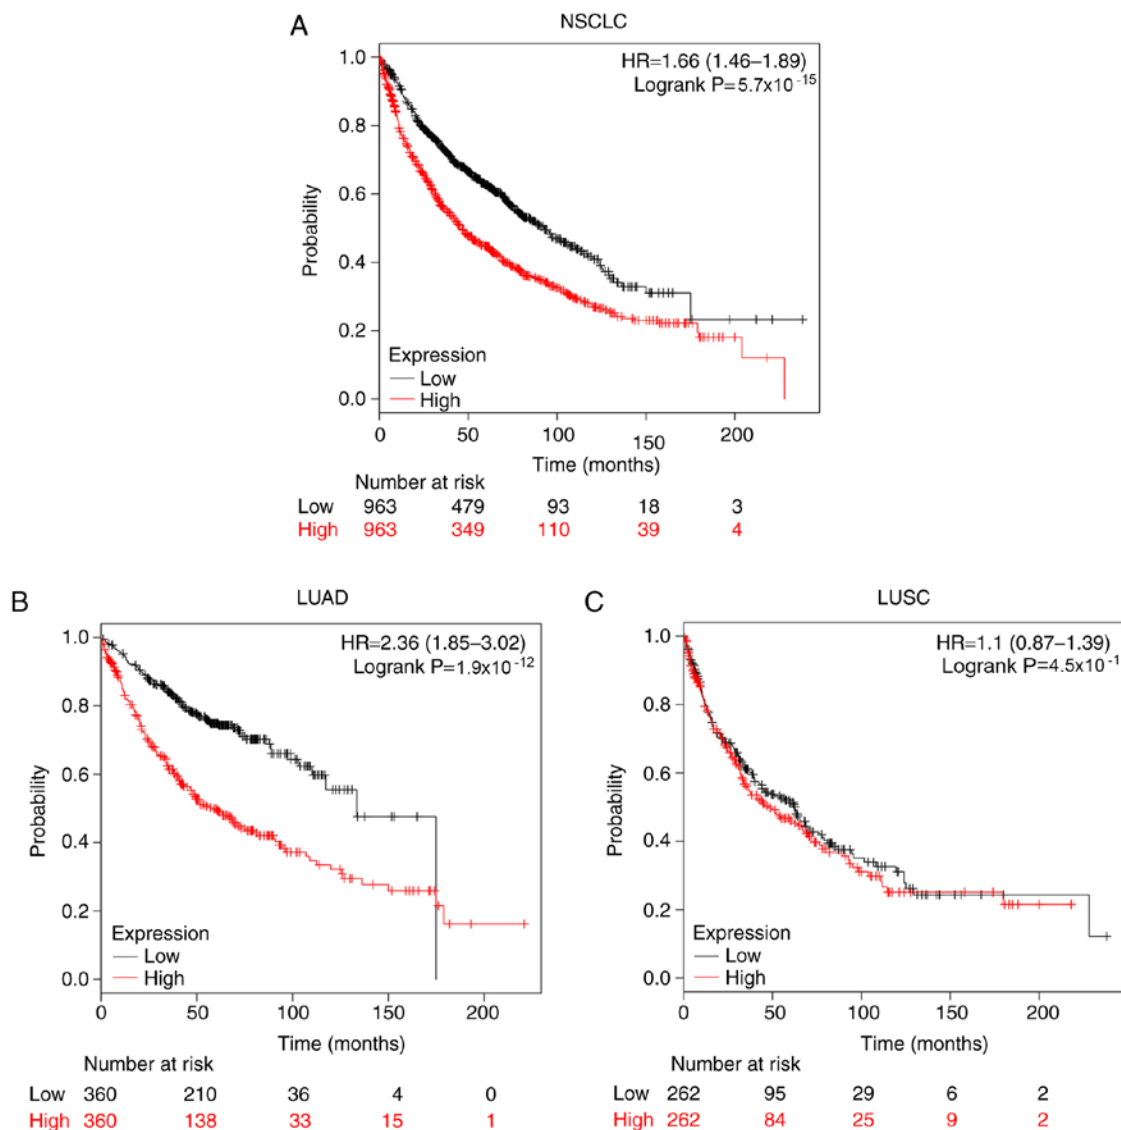 A
NSCLC
HR=1.66 (1.46–1.89)
Logrank P=5.7x10⁻¹⁵
1.0
0.8
0.6
0.4
0.2
0.0
Probability
Expression
Low
High
0 50 100 150 200
Time (months)
Number at risk
Low 963 479 93 18 3
High 963 349 110 39 4
B
LUAD
HR=2.36 (1.85–3.02)
Logrank P=1.9x10⁻¹²
1.0
0.8
0.6
0.4
0.2
0.0
Probability
Expression
Low
High
0 50 100 150 200
Time (months)
Number at risk
Low 360 210 36 4 0
High 360 138 33 15 1
C
LUSC
HR=1.1 (0.87–1.39)
Logrank P=4.5x10⁻¹
1.0
0.8
0.6
0.4
0.2
0.0
Probability
Expression
Low
High
0 50 100 150 200
Time (months)
Number at risk
Low 262 95 29 6 2
High 262 84 25 9 2